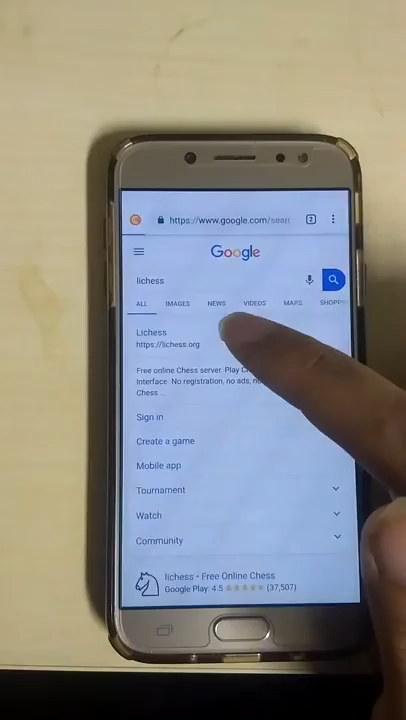 https://www.google.com/sear
2
Google
lichess
ALL IMAGES NEWS VIDEOS MAPS SHOPPI
Lichess
https://lichess.org
Free online Chess server. Play
Interface. No registration, no ads,
Chess ...
Sign in
Create a game
Mobile app
Tournament
Watch
Community
lichess • Free Online Chess
Google Play: 4.5 (37,507)